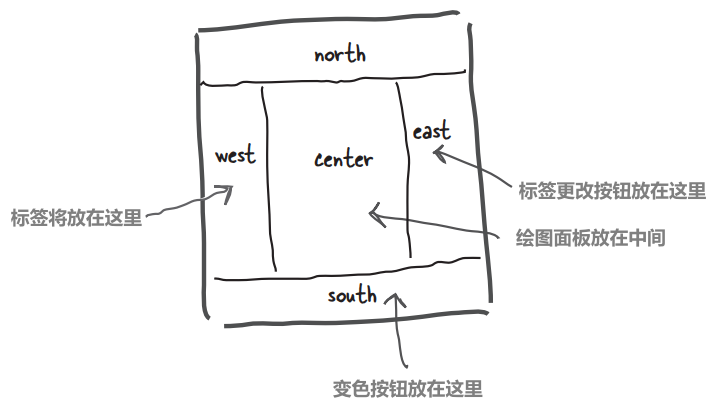 north
east
west
center
标签更改按钮放在这里
标签将放在这里
绘图面板放在中间
south
变色按钮放在这里